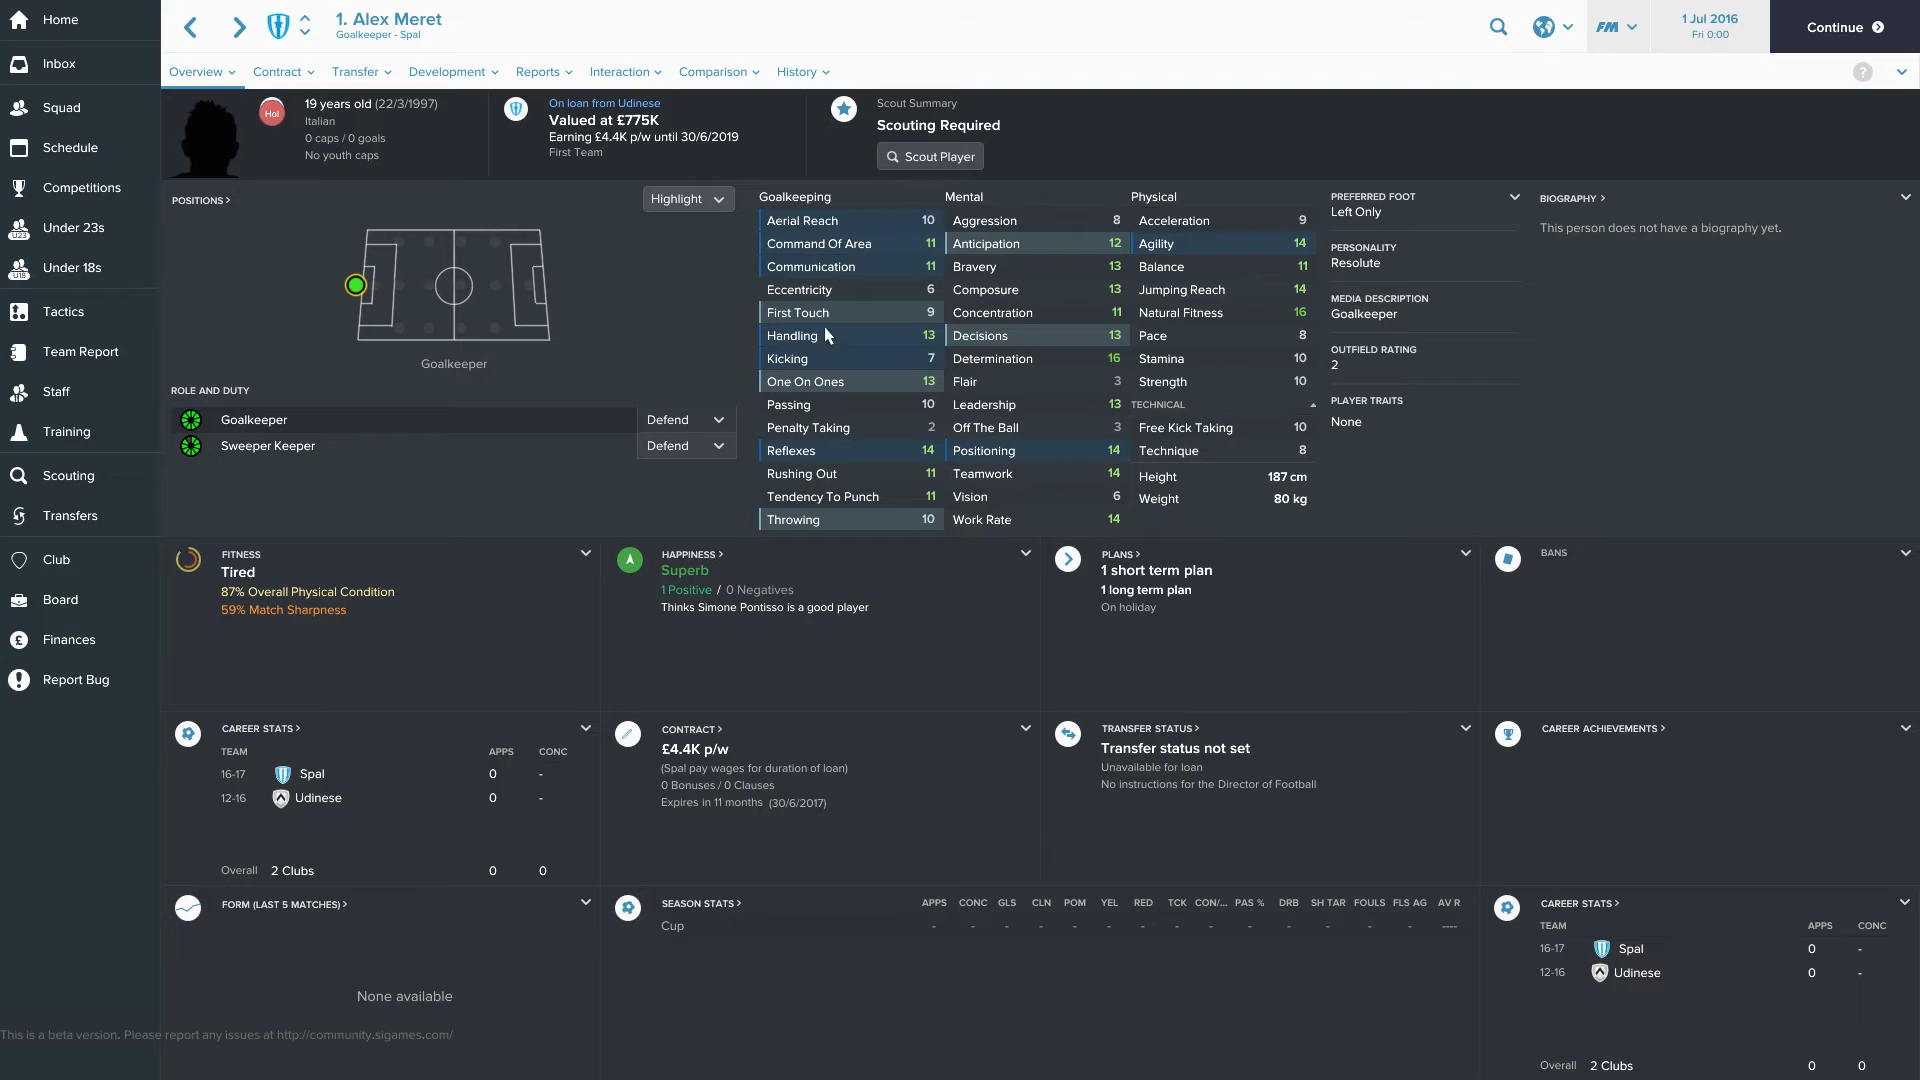 Home
Inbox
Squad
Schedule
Competitions
U23
Under 23s
U18
Under 18s
Tactics
Team Report
Staff
Training
Scouting
Transfers
Club
Board
£
Finances
Report Bug
1. Alex Meret
Goalkeeper - Spal
FM
1 Jul 2016
Fri 0:00
Continue
Overview
Contract
Transfer
Development
Reports
Interaction
Comparison
History
?
Hol
19 years old (22/3/1997)
Italian
0 caps / 0 goals
No youth caps
On loan from Udinese
Valued at £775K
Earning £4.4K p/w until 30/6/2019
First Team
Scout Summary
Scouting Required
Scout Player
POSITIONS >
Highlight
Goalkeeper
ROLE AND DUTY
Goalkeeper Defend
Sweeper Keeper Defend
Goalkeeping
Aerial Reach 10
Command Of Area 11
Communication 11
Eccentricity 6
First Touch 9
Handling 13
Kicking 7
One On Ones 13
Passing 10
Penalty Taking 2
Reflexes 14
Rushing Out 11
Tendency To Punch 11
Throwing 10
Mental
Aggression 8
Anticipation 12
Bravery 13
Composure 13
Concentration 11
Decisions 13
Determination 16
Flair 3
Leadership 13
Off The Ball 3
Positioning 14
Teamwork 14
Vision 6
Work Rate 14
Physical
Acceleration 9
Agility 14
Balance 11
Jumping Reach 14
Natural Fitness 16
Pace 8
Stamina 10
Strength 10
TECHNICAL
Free Kick Taking 10
Technique 8
Height 187 cm
Weight 80 kg
PREFERRED FOOT
Left Only
PERSONALITY
Resolute
MEDIA DESCRIPTION
Goalkeeper
OUTFIELD RATING
2
PLAYER TRAITS
None
BIOGRAPHY >
This person does not have a biography yet.
FITNESS
Tired
87% Overall Physical Condition
59% Match Sharpness
HAPPINESS >
Superb
1 Positive / 0 Negatives
Thinks Simone Pontisso is a good player
PLANS >
1 short term plan
1 long term plan
On holiday
BANS
CAREER STATS >
TEAM APPS CONC
16-17 Spal 0 -
12-16 Udinese 0 -
Overall 2 Clubs 0 0
CONTRACT >
£4.4K p/w
(Spal pay wages for duration of loan)
0 Bonuses / 0 Clauses
Expires in 11 months (30/6/2017)
TRANSFER STATUS >
Transfer status not set
Unavailable for loan
No instructions for the Director of Football
CAREER ACHIEVEMENTS >
FORM (LAST 5 MATCHES) >
None available
SEASON STATS > APPS CONC GLS CLN POM YEL RED TCK CON/... PAS % DRB SH TAR FOULS FLS AG AV R
Cup - - - - - - - - - - - - - - ----
CAREER STATS >
TEAM APPS CONC
16-17 Spal 0 -
12-16 Udinese 0 -
Overall 2 Clubs 0 0
This is a beta version. Please report any issues at http://community.sigames.com/